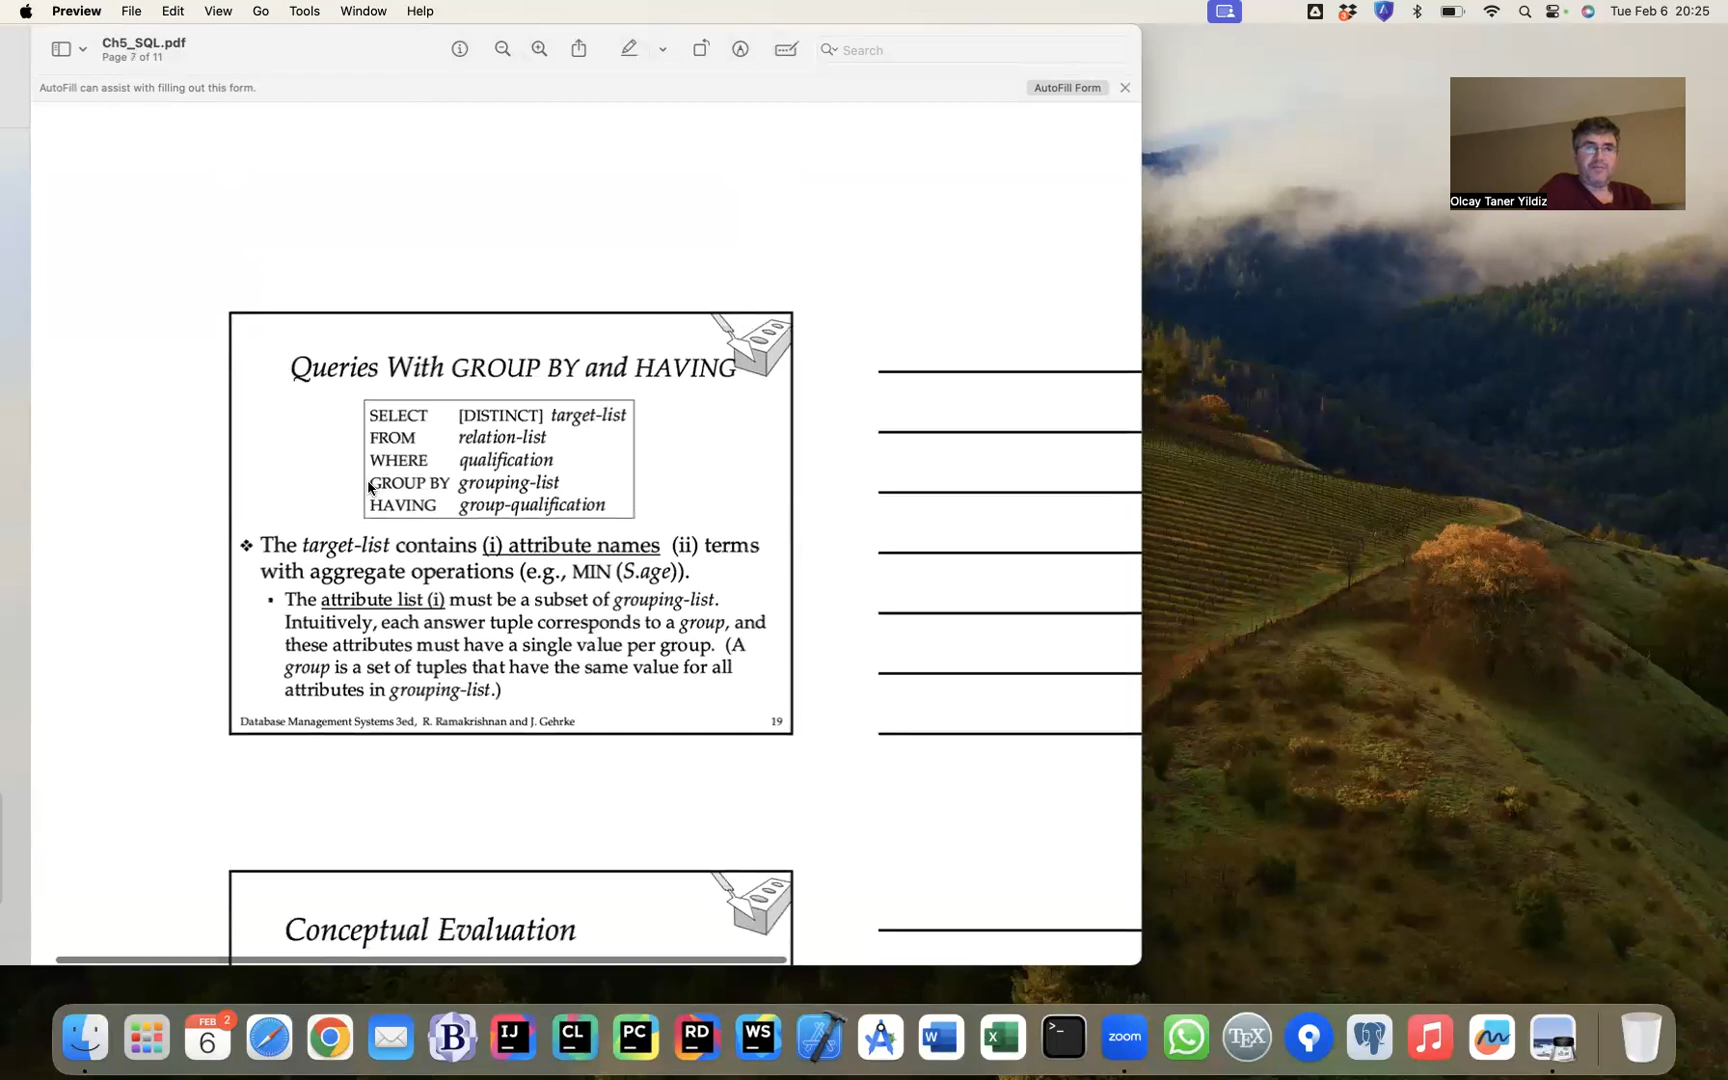 Preview File Edit View Go Tools Window Help Tue Feb 6 20:25
Ch5_SQL.pdf
Page 7 of 11
Search
AutoFill can assist with filling out this form. AutoFill Form
Olcay Taner Yildiz
Queries With GROUP BY and HAVING
SELECT [DISTINCT] target-list
FROM relation-list
WHERE qualification
GROUP BY grouping-list
HAVING group-qualification
❖ The target-list contains (i) attribute names (ii) terms
with aggregate operations (e.g., MIN (S.age)).
▪ The attribute list (i) must be a subset of grouping-list.
Intuitively, each answer tuple corresponds to a group, and
these attributes must have a single value per group. (A
group is a set of tuples that have the same value for all
attributes in grouping-list.)
Database Management Systems 3ed, R. Ramakrishnan and J. Gehrke 19
Conceptual Evaluation
FEB 2
6
B
IJ
CL
PC
RD
WS
W
X
>_
zoom
TEX